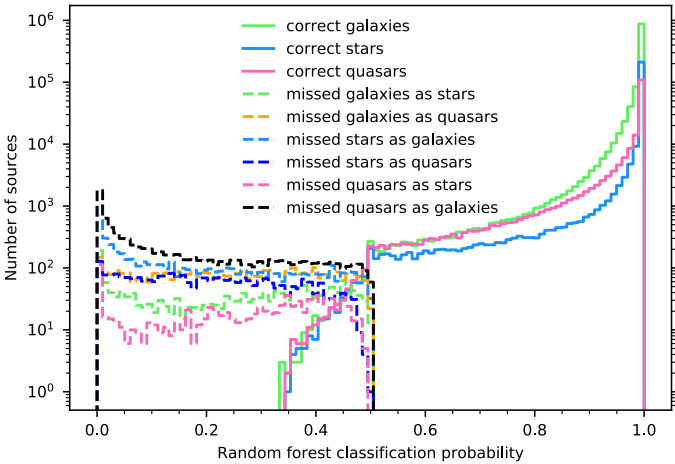 correct galaxies
correct stars
correct quasars
missed galaxies as stars
missed galaxies as quasars
missed stars as galaxies
missed stars as quasars
missed quasars as stars
missed quasars as galaxies
Number of sources
10⁶
10⁵
10⁴
10³
10²
10¹
10⁰
0.0 0.2 0.4 0.6 0.8 1.0
Random forest classification probability